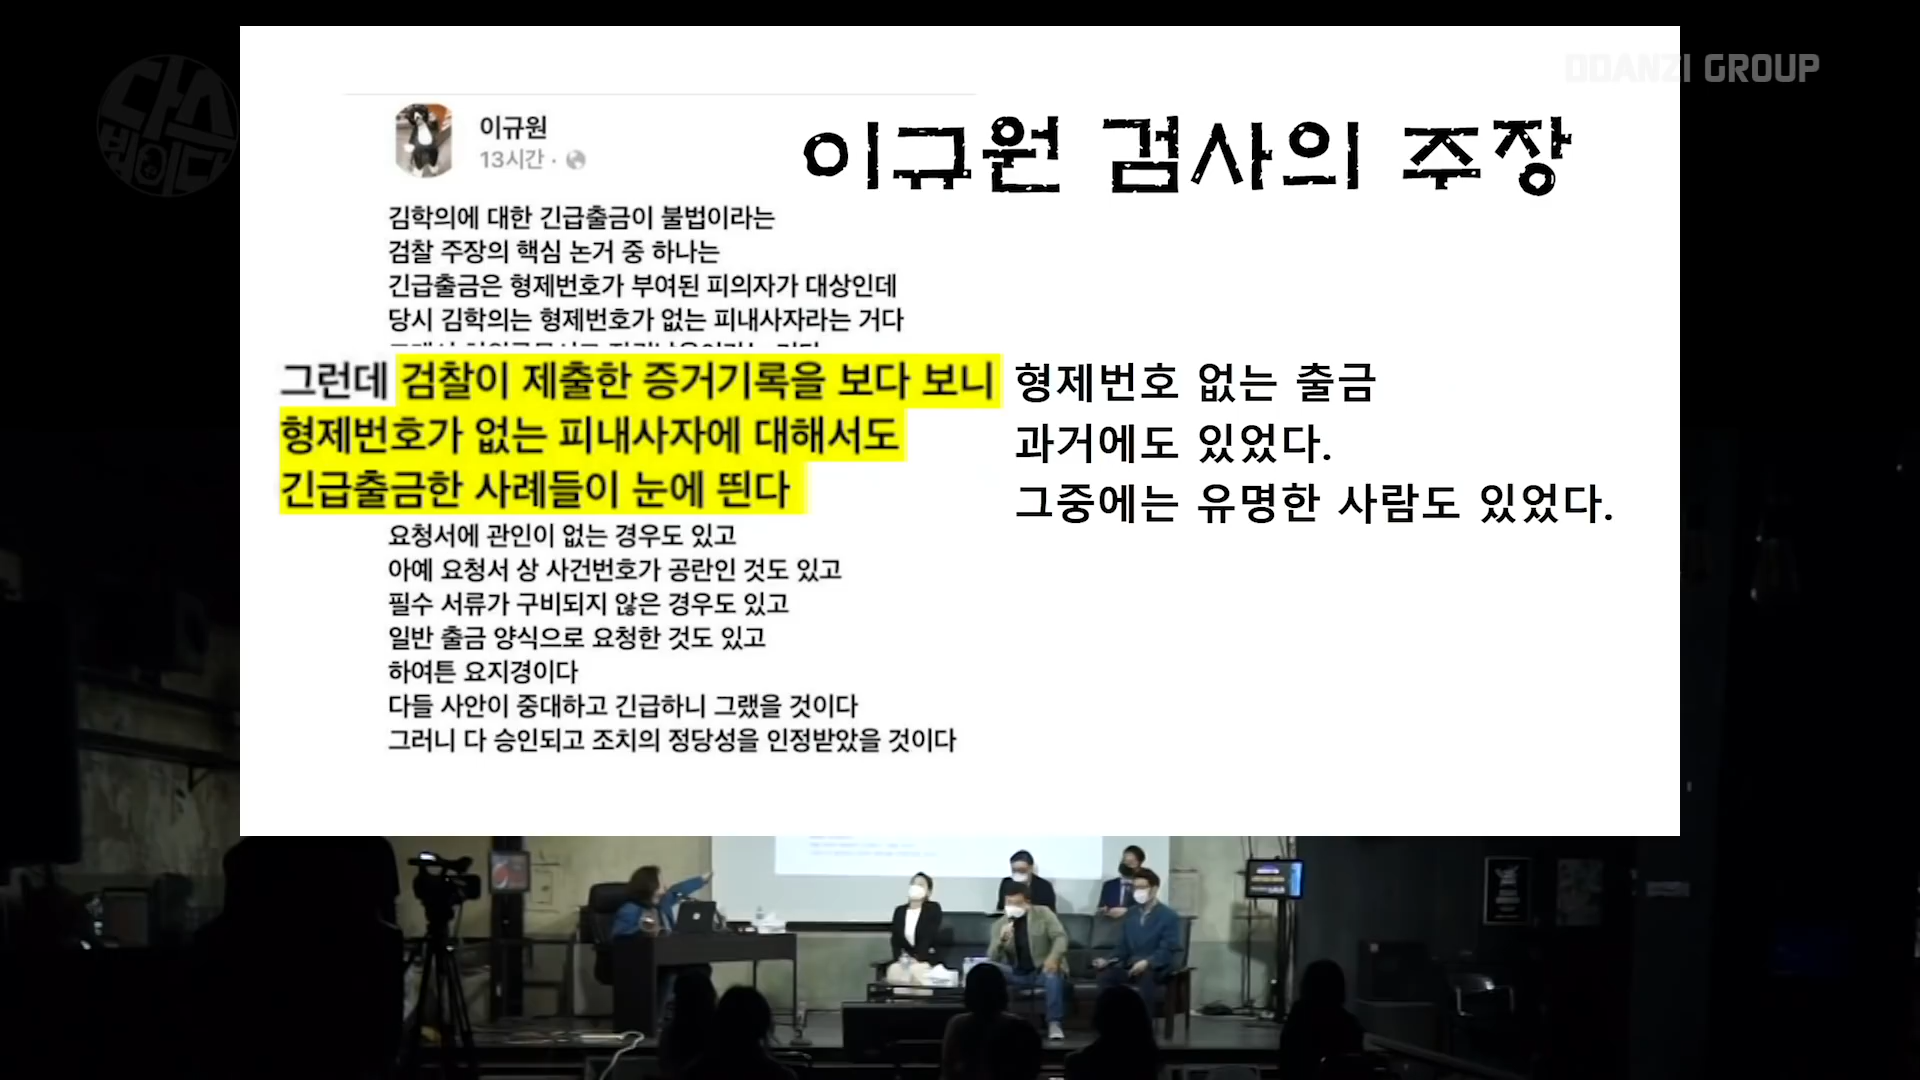 다스
뵈이다
DDANZI GROUP
이규원 검사의 주장
이규원
13시간 ·
김학의에 대한 긴급출금이 불법이라는
검찰 주장의 핵심 논거 중 하나는
긴급출금은 형제번호가 부여된 피의자가 대상인데
당시 김학의는 형제번호가 없는 피내사자라는 거다
그런데 검찰이 제출한 증거기록을 보다 보니
형제번호가 없는 피내사자에 대해서도
긴급출금한 사례들이 눈에 띈다
형제번호 없는 출금
과거에도 있었다.
그중에는 유명한 사람도 있었다.
요청서에 관인이 없는 경우도 있고
아예 요청서 상 사건번호가 공란인 것도 있고
필수 서류가 구비되지 않은 경우도 있고
일반 출금 양식으로 요청한 것도 있고
하여튼 요지경이다
다들 사안이 중대하고 긴급하니 그랬을 것이다
그러니 다 승인되고 조치의 정당성을 인정받았을 것이다